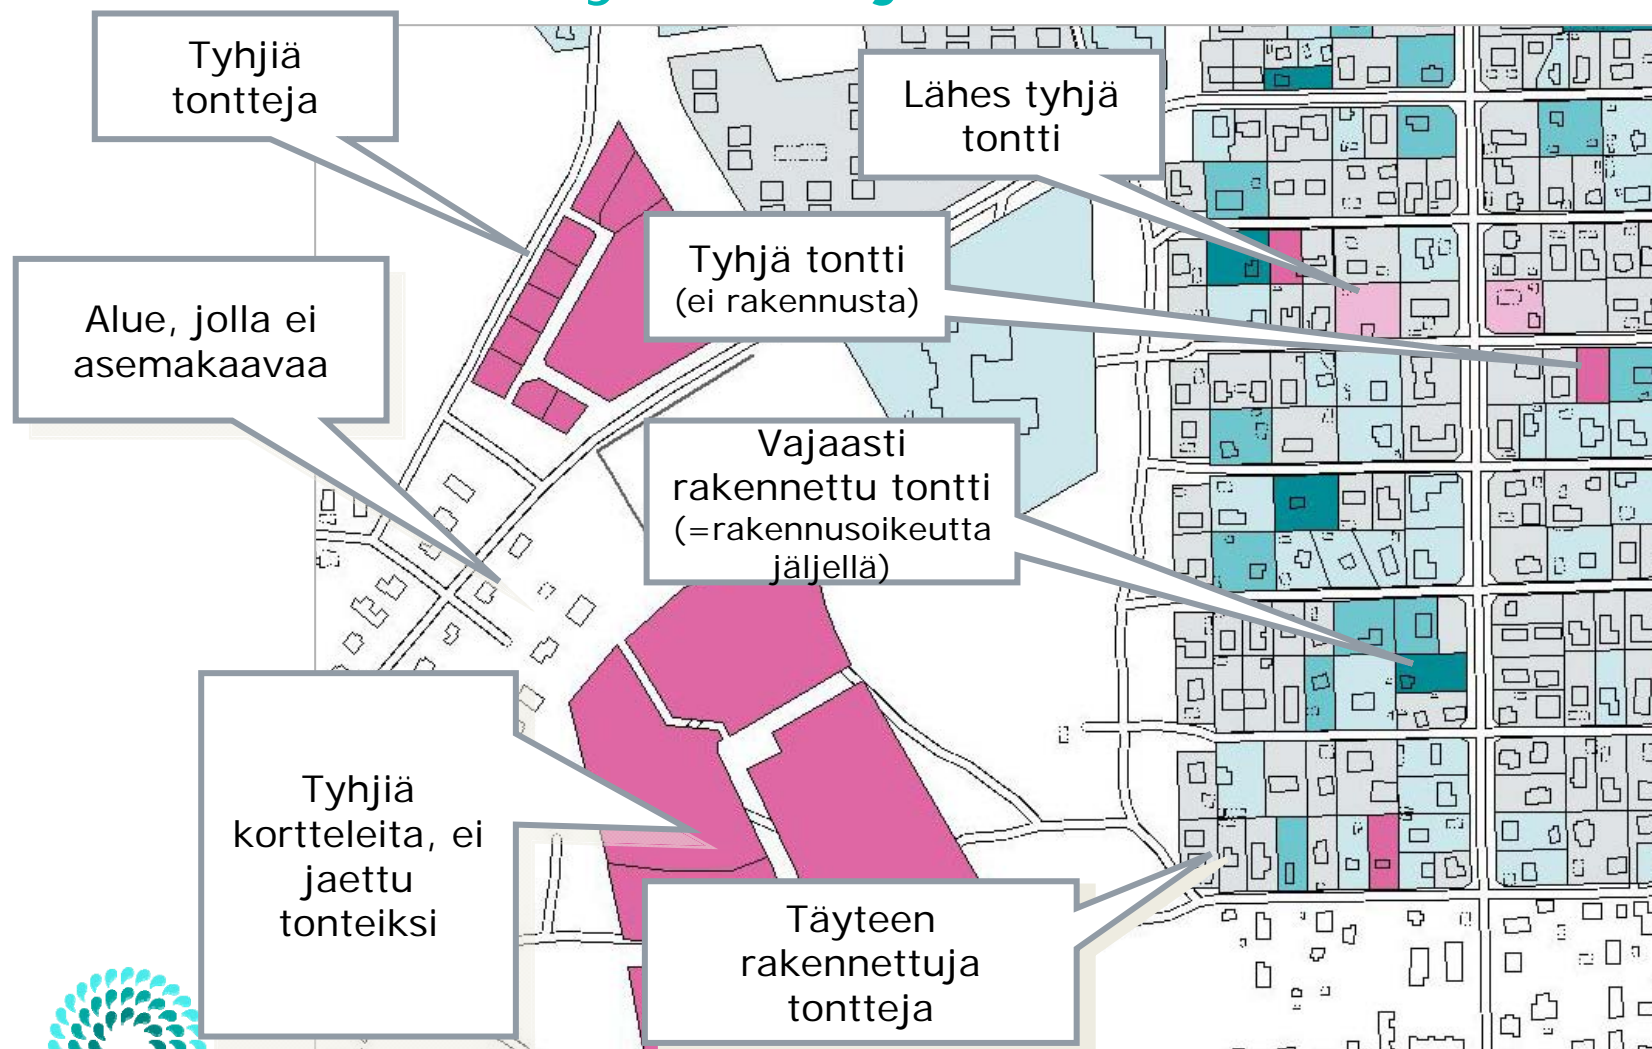 Tyhjiä
tontteja
Lähes tyhjä
tontti
Tyhjä tontti
(ei rakennusta)
Alue, jolla ei
asemakaavaa
Vajaasti
rakennettu tontti
(=rakennusoikeutta
jäljellä)
Tyhjiä
kortteleita, ei
jaettu
tonteiksi
Täyteen
rakennettuja
tontteja